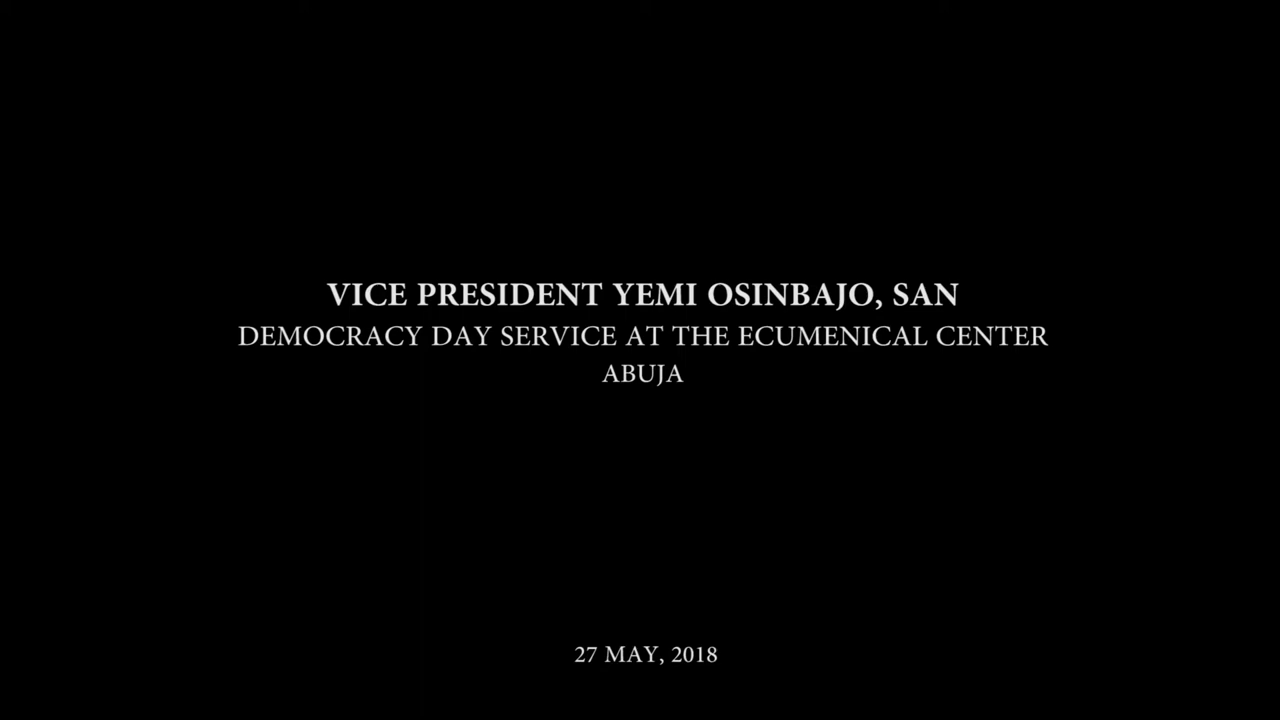 VICE PRESIDENT YEMI OSINBAJO, SAN
DEMOCRACY DAY SERVICE AT THE ECUMENICAL CENTER
ABUJA
27 MAY, 2018